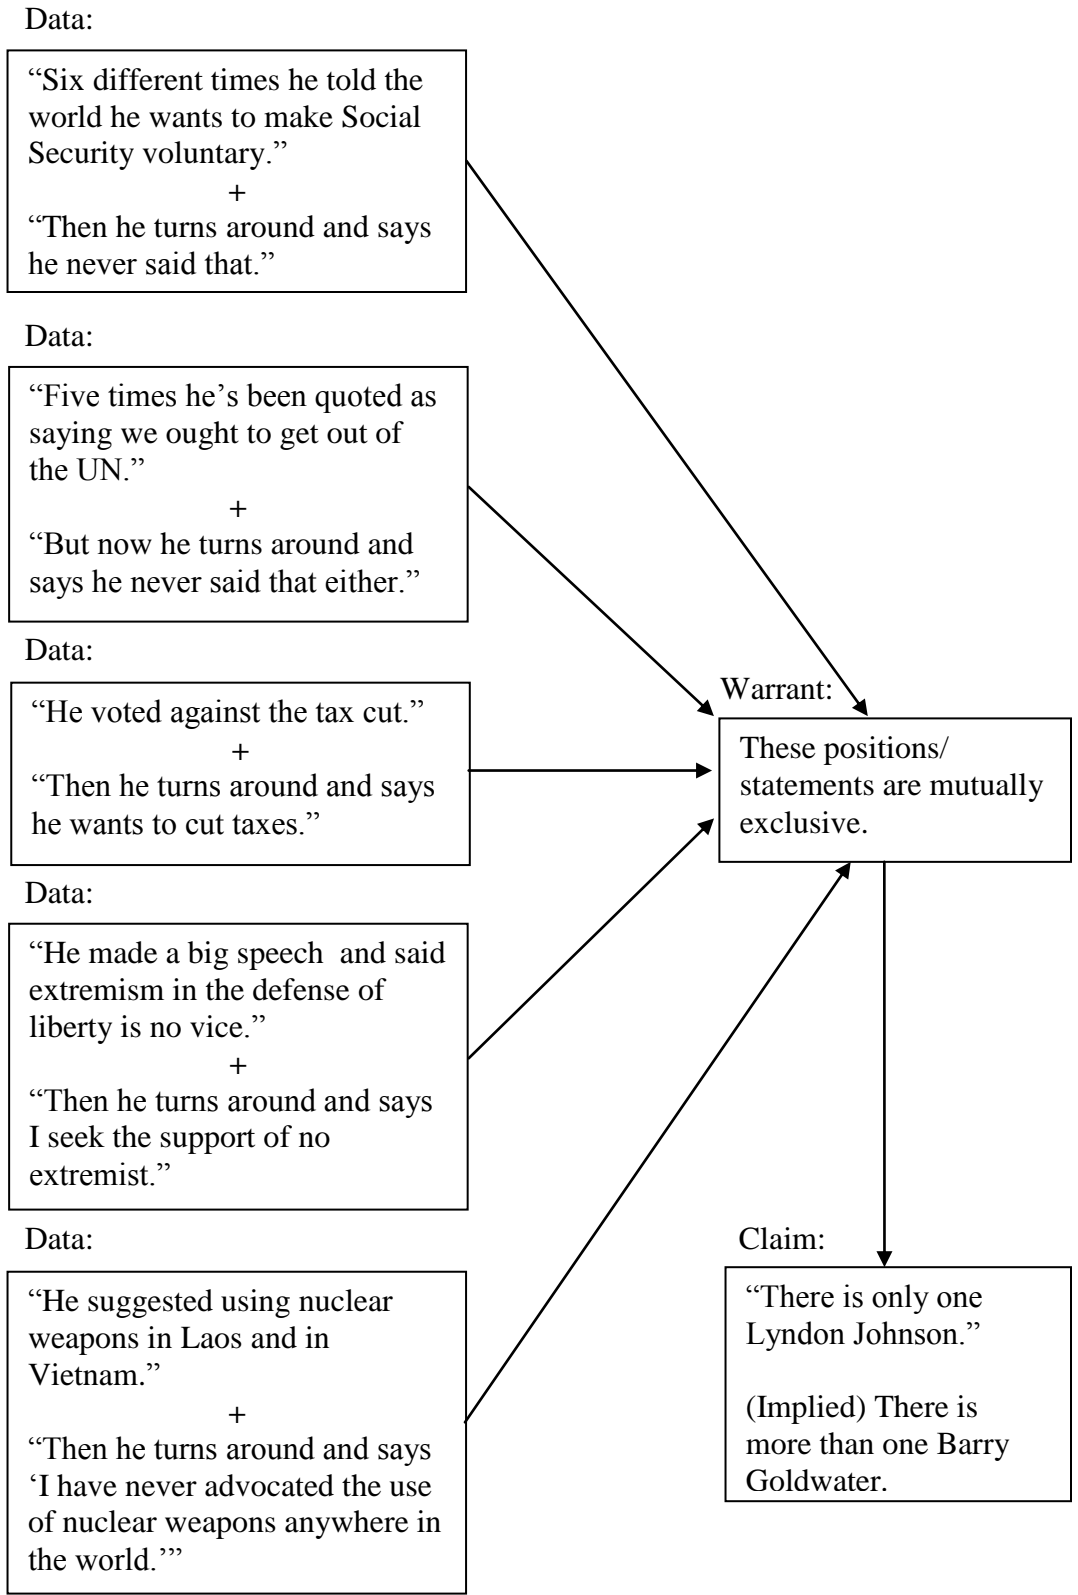 Data:
“Six different times he told the
world he wants to make Social
Security voluntary.”
+
“Then he turns around and says
he never said that.”
Data:
“Five times he’s been quoted as
saying we ought to get out of
the UN.”
+
“But now he turns around and
says he never said that either.”
Data:
“He voted against the tax cut.”
+
“Then he turns around and says
he wants to cut taxes.”
Data:
“He made a big speech  and said
extremism in the defense of
liberty is no vice.”
+
“Then he turns around and says
I seek the support of no
extremist.”
Data:
“He suggested using nuclear
weapons in Laos and in
Vietnam.”
+
“Then he turns around and says
‘I have never advocated the use
of nuclear weapons anywhere in
the world.’”
Warrant:
These positions/
statements are mutually
exclusive.
Claim:
“There is only one
Lyndon Johnson.”
(Implied) There is
more than one Barry
Goldwater.